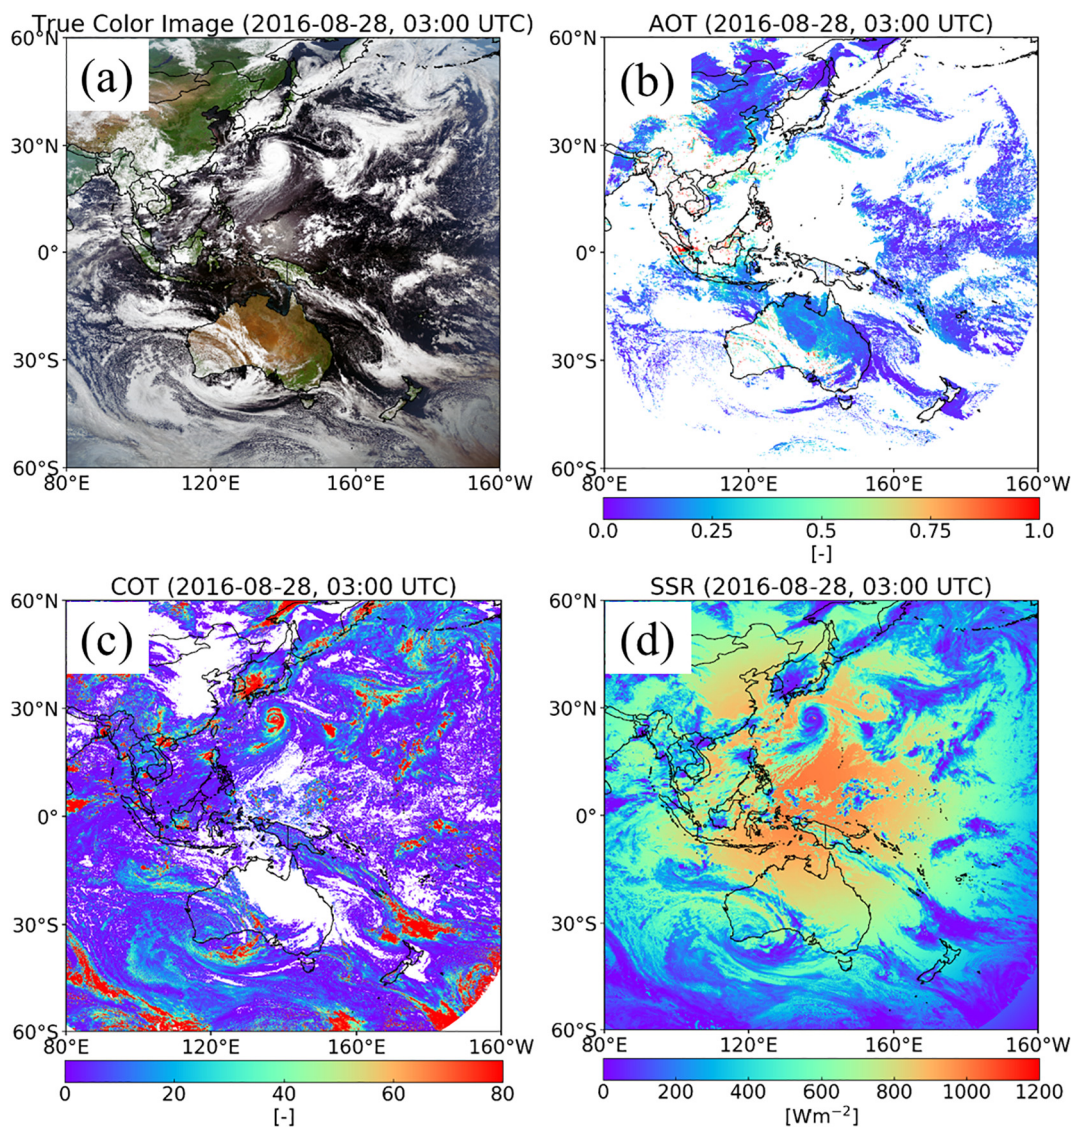 True Color Image (2016-08-28, 03:00 UTC)
AOT (2016-08-28, 03:00 UTC)
(a)
(b)
60°N
30°N
0°
30°S
60°S
80°E 120°E 160°E 160°W
60°N
30°N
0°
30°S
60°S
80°E 120°E 160°E 160°W
0.0 0.25 0.5 0.75 1.0
[-]
COT (2016-08-28, 03:00 UTC)
SSR (2016-08-28, 03:00 UTC)
(c)
(d)
60°N
30°N
0°
30°S
60°S
80°E 120°E 160°E 160°W
0 20 40 60 80
[-]
60°N
30°N
0°
30°S
60°S
80°E 120°E 160°E 160°W
0 200 400 600 800 1000 1200
[Wm⁻²]